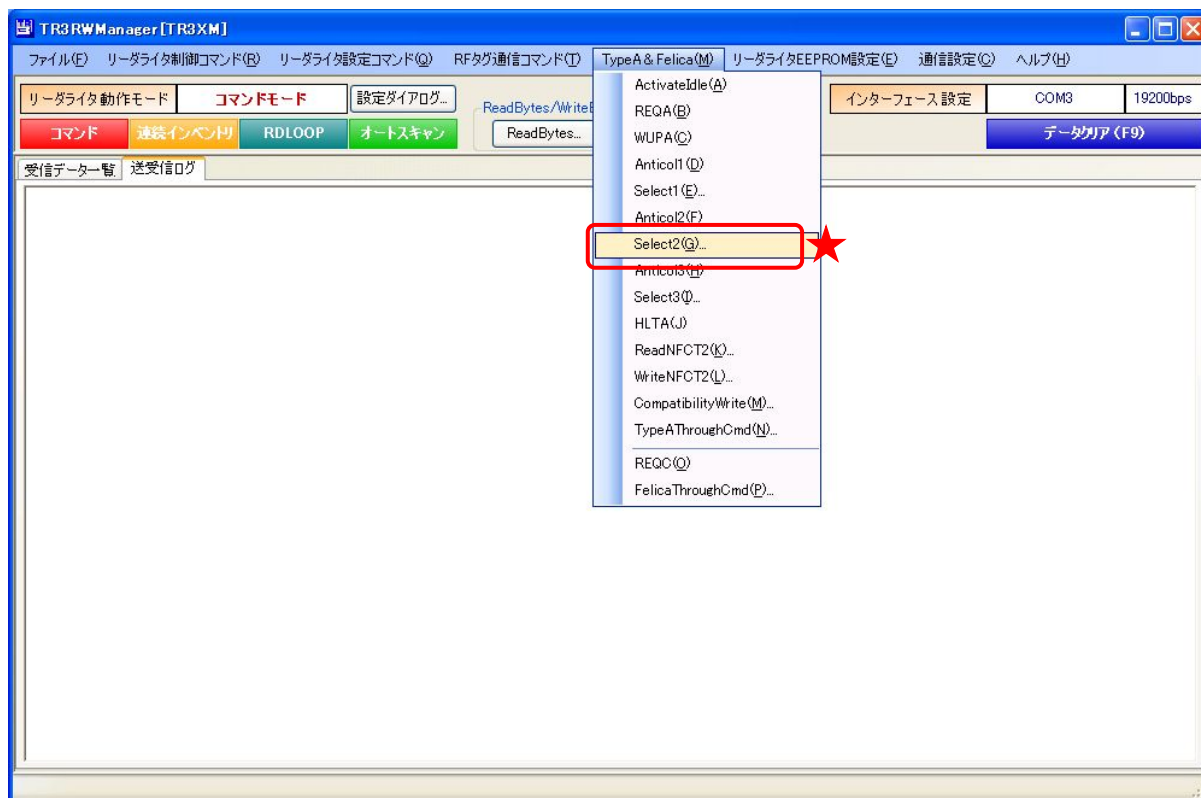 TR3RWManager[TR3XM]
ファイル(F) リーダライタ制御コマンド(R) リーダライタ設定コマンド(Q) RFタグ通信コマンド(T) TypeA&Felica(M) リーダライタEEPROM設定(E) 通信設定(C) ヘルプ(H)
リーダライタ動作モード コマンドモード 設定ダイアログ... ReadBytes/Write インターフェース設定 COM3 19200bps
コマンド 連続インベントリ RDLOOP オートスキャン ReadBytes... データクリア(F9)
受信データ一覧 送受信ログ
ActivateIdle(A)
REQA(B)
WUPA(C)
Anticol1(D)
Select1(E)...
Anticol2(F)
Select2(G)...
Anticol3(H)
Select3(I)...
HLTA(J)
ReadNFCT2(K)...
WriteNFCT2(L)...
CompatibilityWrite(M)...
TypeAThroughCmd(N)...
REQC(O)
FelicaThroughCmd(P)...